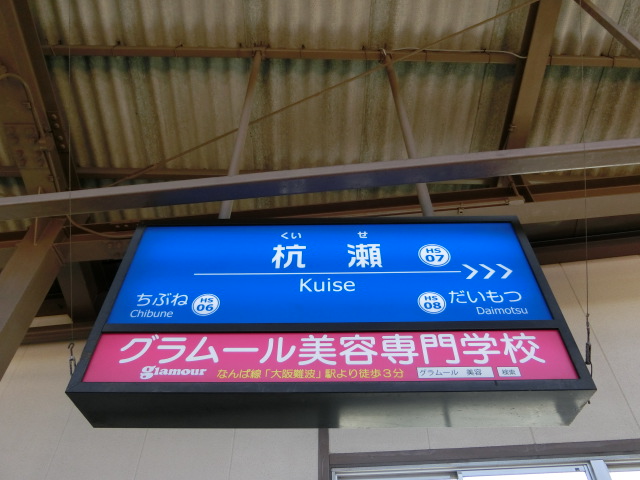 くい せ
杭 瀬 HS 07
Kuise
ちぶね HS 06 HS 08 だいもつ
Chibune Daimotsu
グラムール美容専門学校
glamour なんば線「大阪難波」駅より徒歩3分 グラムール 美容 検索